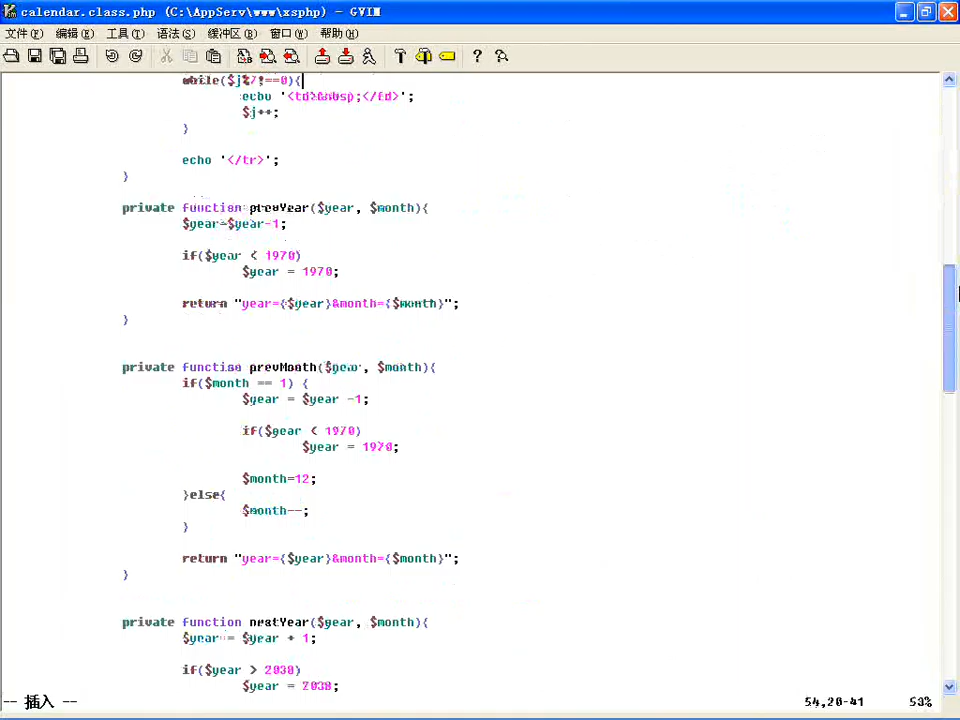 calendar.class.php (C:\AppServ\www\xsphp) - GVIM
文件(F) 编辑(E) 工具(T) 语法(S) 缓冲区(B) 窗口(W) 帮助(H)
while($j%7!==0){
echo '<td>&nbsp;</td>';
$j++;
}
echo '</tr>';
}
private function prevYear($year, $month){
$year=$year-1;
if($year < 1970)
$year = 1970;
return "year={$year}&month={$month}";
}
private function prevMonth($year, $month){
if($month == 1) {
$year = $year -1;
if($year < 1970)
$year = 1970;
$month=12;
}else{
$month--;
}
return "year={$year}&month={$month}";
}
private function nextYear($year, $month){
$year = $year + 1;
if($year > 2038)
$year = 2038;
-- 插入 -- 54,20-41 53%